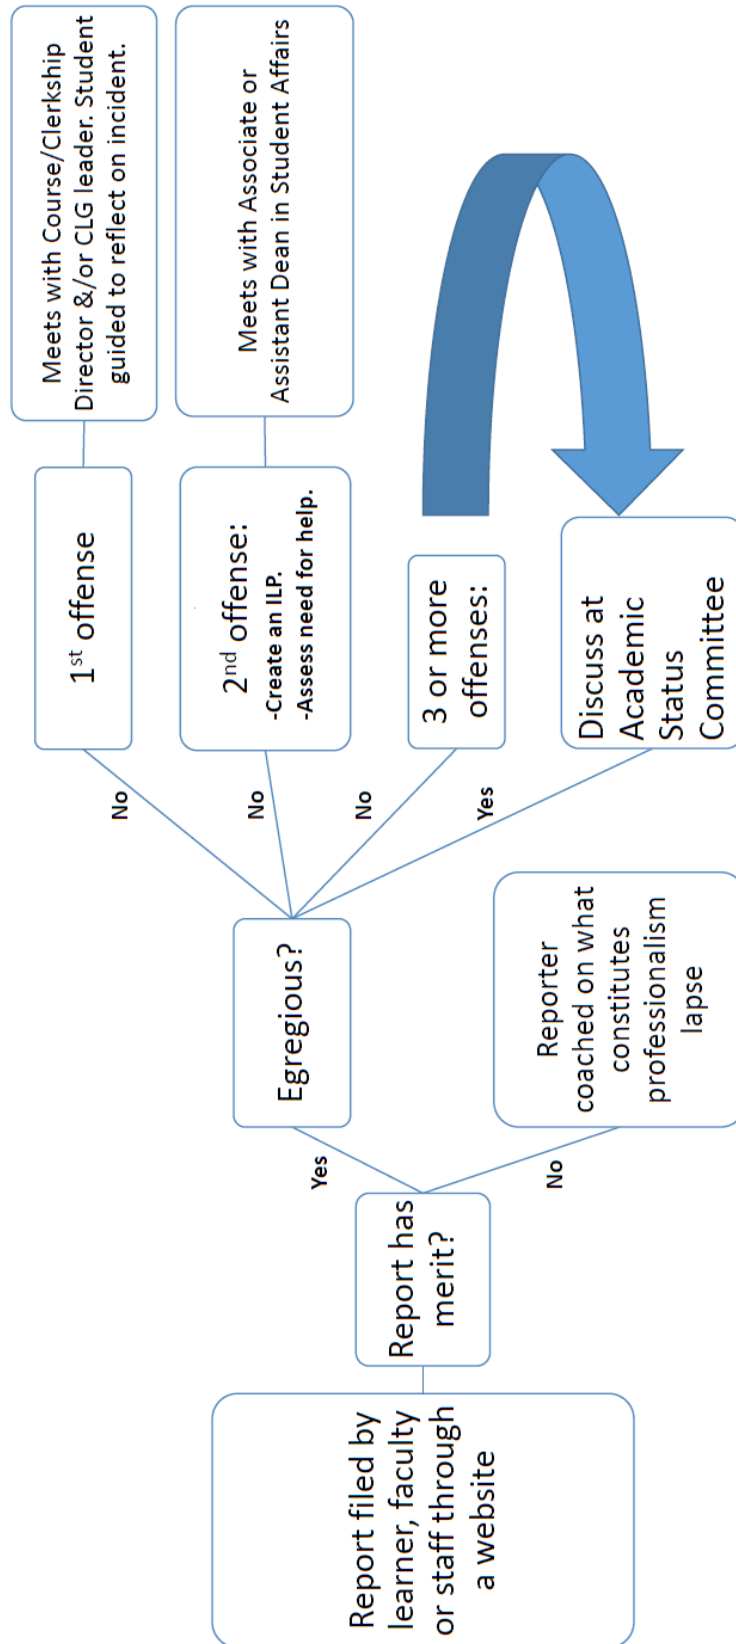 Report filed by
learner, faculty
or staff through
a website
Report has
merit?
Yes
No
Egregious?
Reporter
coached on what
constitutes
professionalism
lapse
No
No
No
Yes
1st offense
2nd offense:
-Create an ILP.
-Assess need for help.
3 or more
offenses:
Discuss at
Academic
Status
Committee
Meets with Course/Clerkship
Director &/or CLG leader. Student
guided to reflect on incident.
Meets with Associate or
Assistant Dean in Student Affairs